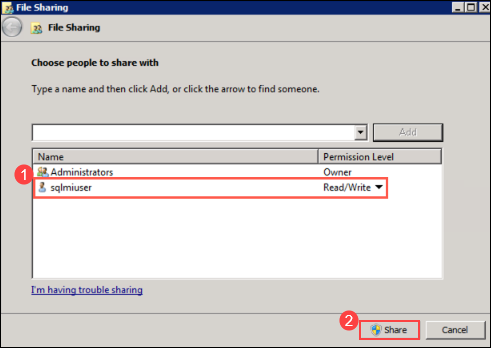 File Sharing
File Sharing
Choose people to share with
Type a name and then click Add, or click the arrow to find someone.
Add
Name Permission Level
Administrators Owner
1
sqlmiuser Read/Write
I'm having trouble sharing
2
Share Cancel